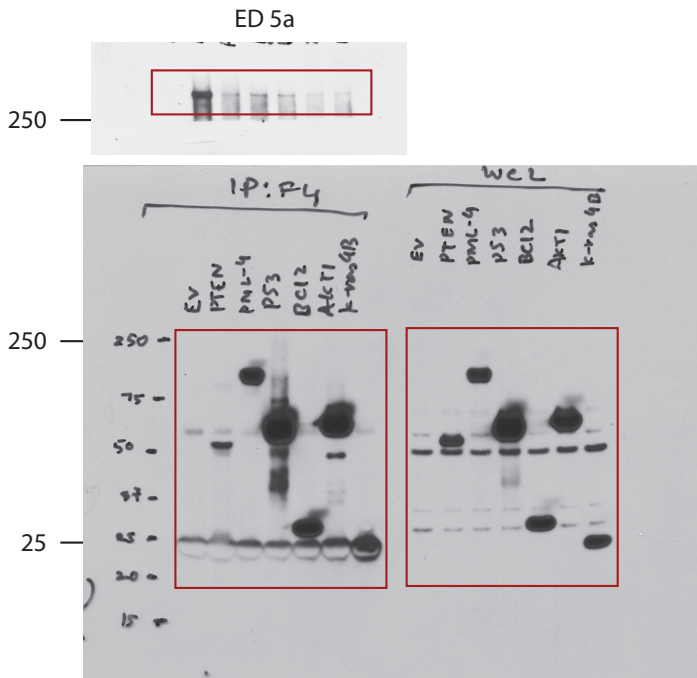 ED 5a
250
IP: F4
WCL
EV PTEN PML-4 P53 BCl2 AKT1 K-ras4B
EV PTEN PML-4 P53 BCl2 AKT1 K-ras4B
250
250
75
50
37
25
25
20
15